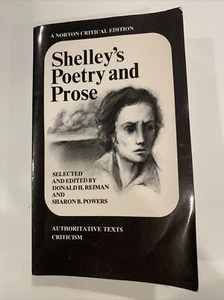 A NORTON CRITICAL EDITION
Shelley's
Poetry and
Prose
SELECTED
AND EDITED BY
DONALD H. REIMAN
AND
SHARON B. POWERS
AUTHORITATIVE TEXTS
CRITICISM